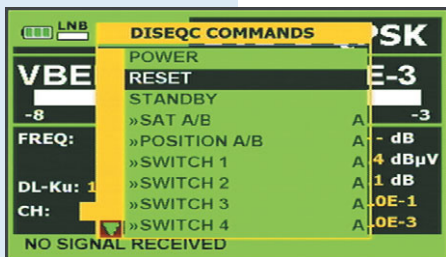 LNB
DISEQC COMMANDS
PSK
POWER
VBE
RESET
E-3
STANDBY
-8
-3
»SAT A/B A
FREQ:
- dB
»POSITION A/B A
»SWITCH 1 A
4 dBµV
DL-Ku: 1
»SWITCH 2 A
1 dB
CH:
»SWITCH 3 A
.0E-1
»SWITCH 4 A
.0E-3
NO SIGNAL RECEIVED